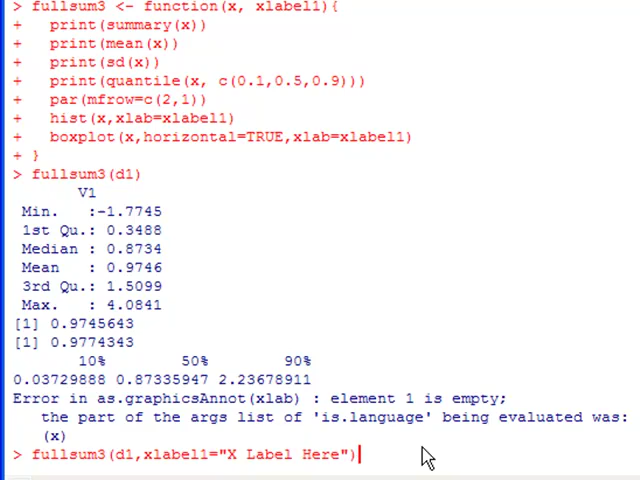 > fullsum3 <- function(x, xlabel1){
+   print(summary(x))
+   print(mean(x))
+   print(sd(x))
+   print(quantile(x, c(0.1,0.5,0.9)))
+   par(mfrow=c(2,1))
+   hist(x,xlab=xlabel1)
+   boxplot(x,horizontal=TRUE,xlab=xlabel1)
+ }
> fullsum3(d1)
       V1
 Min.   :-1.7745
 1st Qu.: 0.3488
 Median : 0.8734
 Mean   : 0.9746
 3rd Qu.: 1.5099
 Max.   : 4.0841
[1] 0.9745643
[1] 0.9774343
       10%        50%        90%
0.03729888 0.87335947 2.23678911
Error in as.graphicsAnnot(xlab) : element 1 is empty;
   the part of the args list of 'is.language' being evaluated was:
   (x)
> fullsum3(d1,xlabel1="X Label Here")